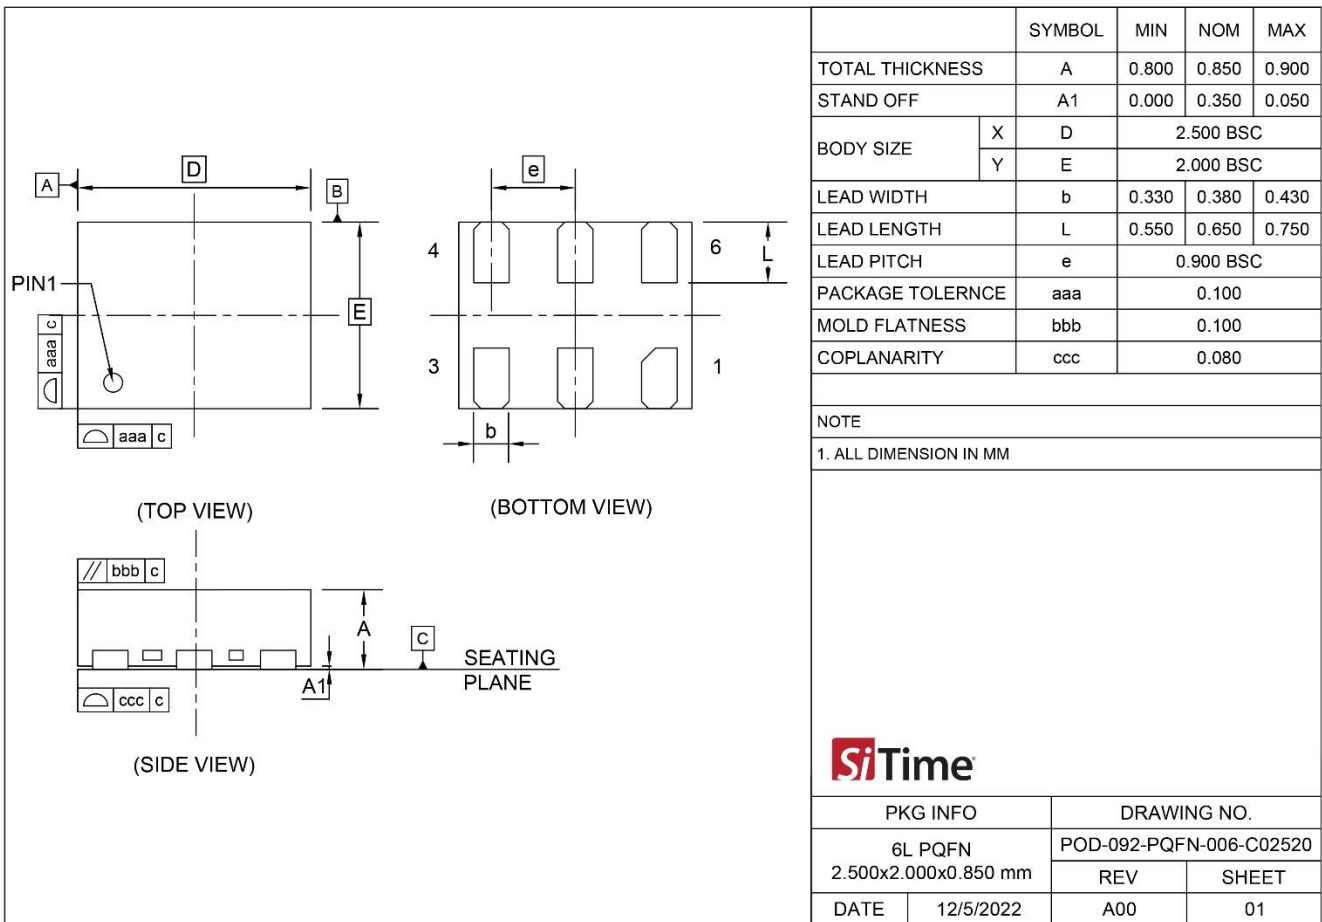 D
e
A
B
4
6
L
PIN1
E
aaa c
3
1
aaa c
b
(TOP VIEW)
(BOTTOM VIEW)
// bbb c
A
C
SEATING
PLANE
A1
ccc c
(SIDE VIEW)
SYMBOL MIN NOM MAX
TOTAL THICKNESS A 0.800 0.850 0.900
STAND OFF A1 0.000 0.350 0.050
BODY SIZE X D 2.500 BSC
Y E 2.000 BSC
LEAD WIDTH b 0.330 0.380 0.430
LEAD LENGTH L 0.550 0.650 0.750
LEAD PITCH e 0.900 BSC
PACKAGE TOLERNCE aaa 0.100
MOLD FLATNESS bbb 0.100
COPLANARITY ccc 0.080
NOTE
1. ALL DIMENSION IN MM
SiTime
PKG INFO DRAWING NO.
6L PQFN POD-092-PQFN-006-C02520
2.500x2.000x0.850 mm REV SHEET
DATE 12/5/2022 A00 01